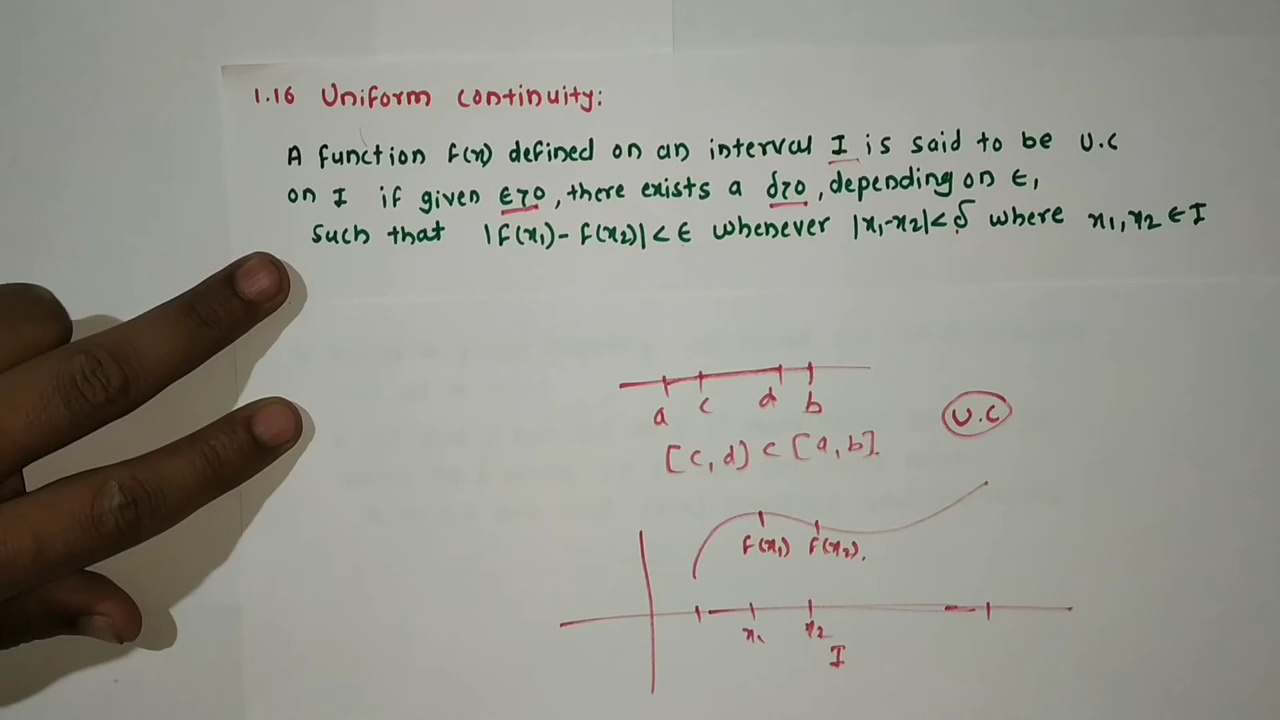 1.16 Uniform continuity:
A function f(x) defined on an interval I is said to be U.C
on I if given ϵ>0, there exists a δ>0, depending on ϵ,
such that |f(x₁)-f(x₂)|<ϵ whenever |x₁-x₂|<δ where x₁,x₂∈I
a c d b
[c,d] ⊂ [a,b].
U.C
f(x₁) f(x₂).
x₁ x₂
I